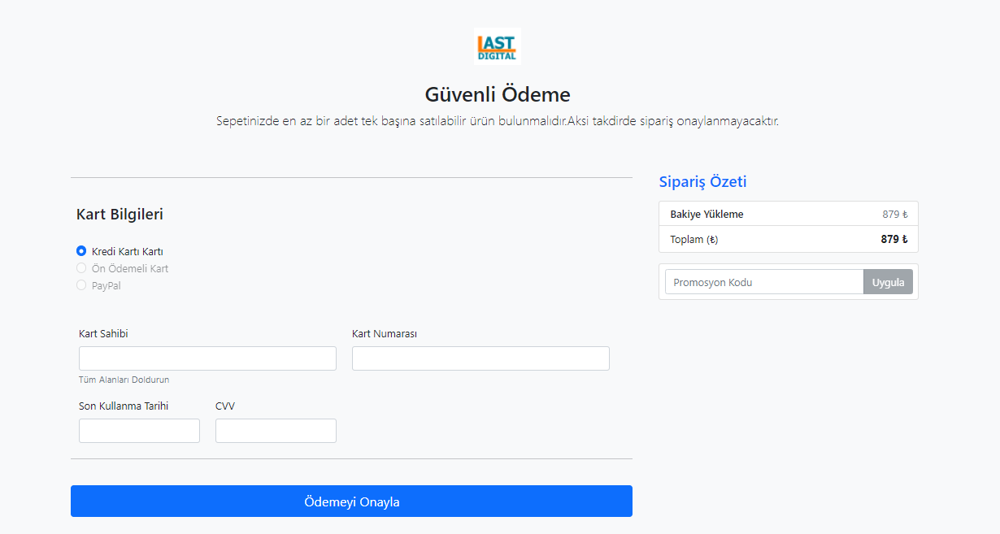 LAST
DIGITAL
Güvenli Ödeme
Sepetinizde en az bir adet tek başına satılabilir ürün bulunmalıdır.Aksi takdirde sipariş onaylanmayacaktır.
Kart Bilgileri
Kredi Kartı Kartı
Ön Ödemeli Kart
PayPal
Kart Sahibi
Kart Numarası
Tüm Alanları Doldurun
Son Kullanma Tarihi
CVV
Ödemeyi Onayla
Sipariş Özeti
Bakiye Yükleme 879 ₺
Toplam (₺) 879 ₺
Promosyon Kodu Uygula